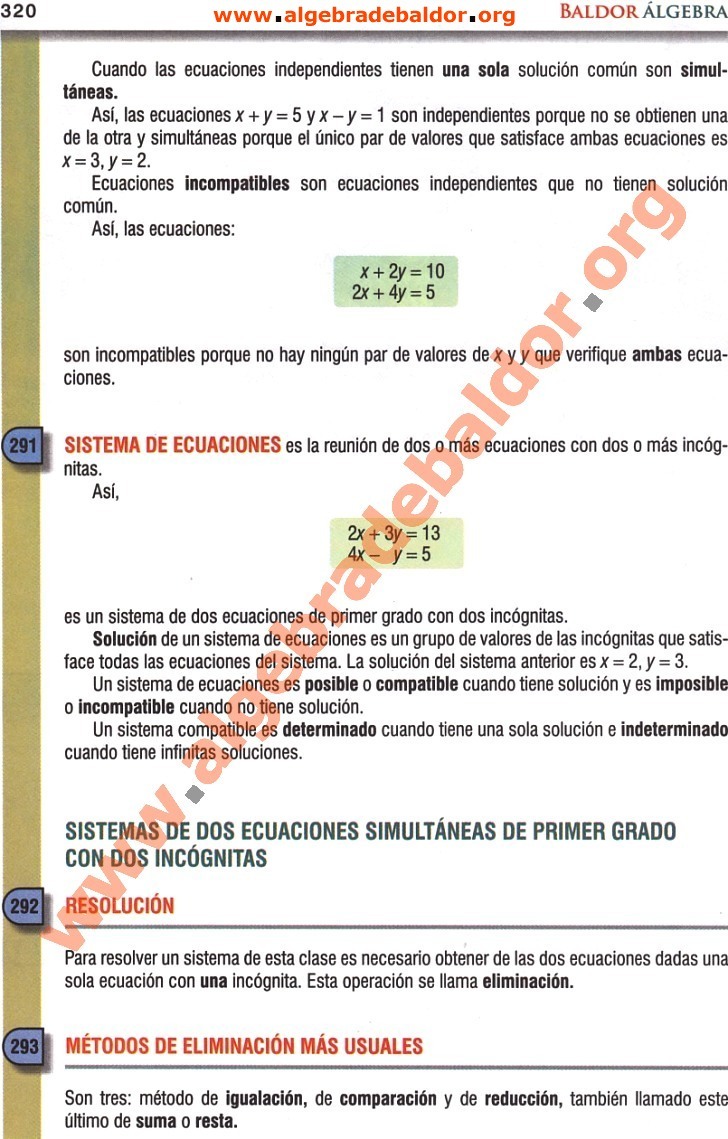 320
www.algebradebaldor.org
BALDOR ÁLGEBRA
Cuando las ecuaciones independientes tienen una sola solución común son simul-
táneas.
Así, las ecuaciones x + y = 5 y x – y = 1 son independientes porque no se obtienen una
de la otra y simultáneas porque el único par de valores que satisface ambas ecuaciones es
x = 3, y = 2.
Ecuaciones incompatibles son ecuaciones independientes que no tienen solución
común.
Así, las ecuaciones:
x + 2y = 10
2x + 4y = 5
son incompatibles porque no hay ningún par de valores de x y y que verifique ambas ecua-
ciones.
291
SISTEMA DE ECUACIONES es la reunión de dos o más ecuaciones con dos o más incóg-
nitas.
Así,
2x + 3y = 13
4x – y = 5
es un sistema de dos ecuaciones de primer grado con dos incógnitas.
Solución de un sistema de ecuaciones es un grupo de valores de las incógnitas que satis-
face todas las ecuaciones del sistema. La solución del sistema anterior es x = 2, y = 3.
Un sistema de ecuaciones es posible o compatible cuando tiene solución y es imposible
o incompatible cuando no tiene solución.
Un sistema compatible es determinado cuando tiene una sola solución e indeterminado
cuando tiene infinitas soluciones.
SISTEMAS DE DOS ECUACIONES SIMULTÁNEAS DE PRIMER GRADO
CON DOS INCÓGNITAS
292
RESOLUCIÓN
Para resolver un sistema de esta clase es necesario obtener de las dos ecuaciones dadas una
sola ecuación con una incógnita. Esta operación se llama eliminación.
293
MÉTODOS DE ELIMINACIÓN MÁS USUALES
Son tres: método de igualación, de comparación y de reducción, también llamado este
último de suma o resta.
www.algebradebaldor.org